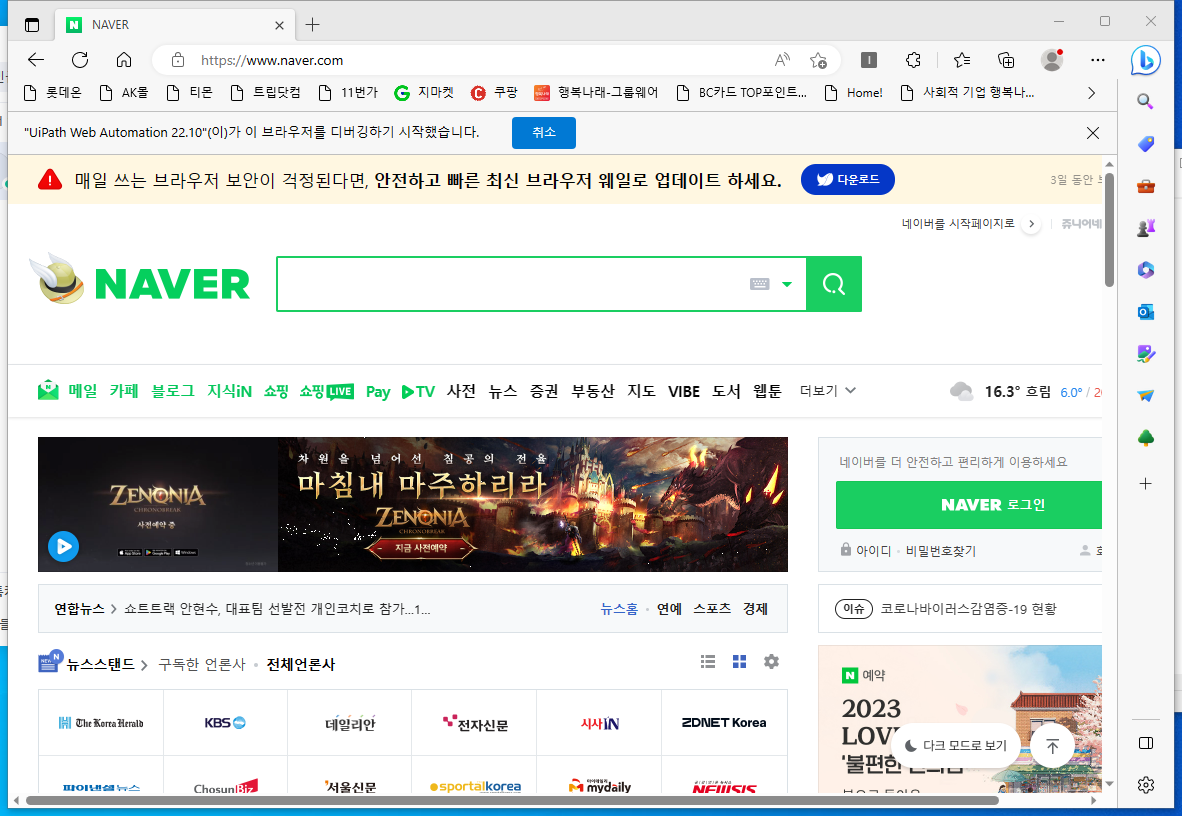 NAVER
https://www.naver.com
롯데온 AK몰 티몬 트립닷컴 11번가 지마켓 쿠팡 행복나래-그룹웨어 BC카드 TOP포인트... Home! 사회적 기업 행복나...
"UiPath Web Automation 22.10"(이)가 이 브라우저를 디버깅하기 시작했습니다. 취소
매일 쓰는 브라우저 보안이 걱정된다면, 안전하고 빠른 최신 브라우저 웨일로 업데이트 하세요. 다운로드 3일 동안
네이버를 시작페이지로 쥬니어네
NAVER
메일 카페 블로그 지식iN 쇼핑 쇼핑LIVE Pay TV 사전 뉴스 증권 부동산 지도 VIBE 도서 웹툰 더보기 16.3° 흐림 6.0° /
ZENONIA
CHRONOBREAK
사전예약 중
App Store Google Play Windows
차원을 넘어선 침공의 전율
마침내 마주하리라
ZENONIA
CHRONOBREAK
지금 사전예약
네이버를 더 안전하고 편리하게 이용하세요
NAVER 로그인
아이디 · 비밀번호찾기
연합뉴스 쇼트트랙 안현수, 대표팀 선발전 개인코치로 참가...1... 뉴스홈 · 연예 스포츠 경제
이슈 코로나바이러스감염증-19 현황
뉴스스탠드 구독한 언론사 · 전체언론사
The Korea Herald KBS 데일리안 전자신문 시사IN ZDNET Korea
파이낸셜뉴스 ChosunBiz 서울신문 sportalkorea mydaily NEWSIS
N 예약
2023
LOV
'불편한
다크 모드로 보기